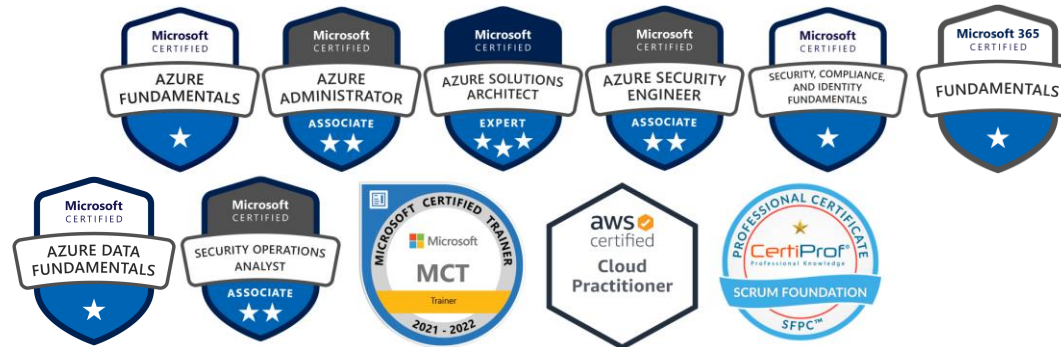 Microsoft
CERTIFIED
AZURE
FUNDAMENTALS
Microsoft
CERTIFIED
AZURE
ADMINISTRATOR
ASSOCIATE
Microsoft
CERTIFIED
AZURE SOLUTIONS
ARCHITECT
EXPERT
Microsoft
CERTIFIED
AZURE SECURITY
ENGINEER
ASSOCIATE
Microsoft
CERTIFIED
SECURITY, COMPLIANCE,
AND IDENTITY
FUNDAMENTALS
Microsoft 365
CERTIFIED
FUNDAMENTALS
Microsoft
CERTIFIED
AZURE DATA
FUNDAMENTALS
Microsoft
CERTIFIED
SECURITY OPERATIONS
ANALYST
ASSOCIATE
MICROSOFT CERTIFIED TRAINER
Microsoft
MCT
Trainer
2021 - 2022
aws
certified
Cloud
Practitioner
PROFESSIONAL CERTIFICATE
CertiProf®
Professional Knowledge
SCRUM FOUNDATION
SFPC™